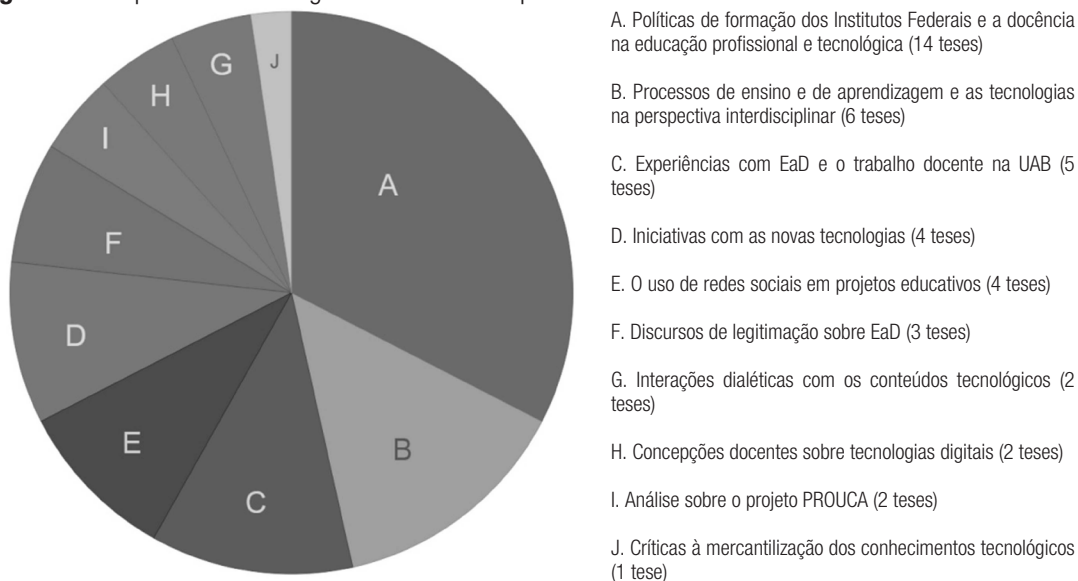 A
B
C
D
E
F
G
H
I
J
A. Políticas de formação dos Institutos Federais e a docência
na educação profissional e tecnológica (14 teses)
B. Processos de ensino e de aprendizagem e as tecnologias
na perspectiva interdisciplinar (6 teses)
C. Experiências com EaD e o trabalho docente na UAB (5
teses)
D. Iniciativas com as novas tecnologias (4 teses)
E. O uso de redes sociais em projetos educativos (4 teses)
F. Discursos de legitimação sobre EaD (3 teses)
G. Interações dialéticas com os conteúdos tecnológicos (2
teses)
H. Concepções docentes sobre tecnologias digitais (2 teses)
I. Análise sobre o projeto PROUCA (2 teses)
J. Críticas à mercantilização dos conhecimentos tecnológicos
(1 tese)